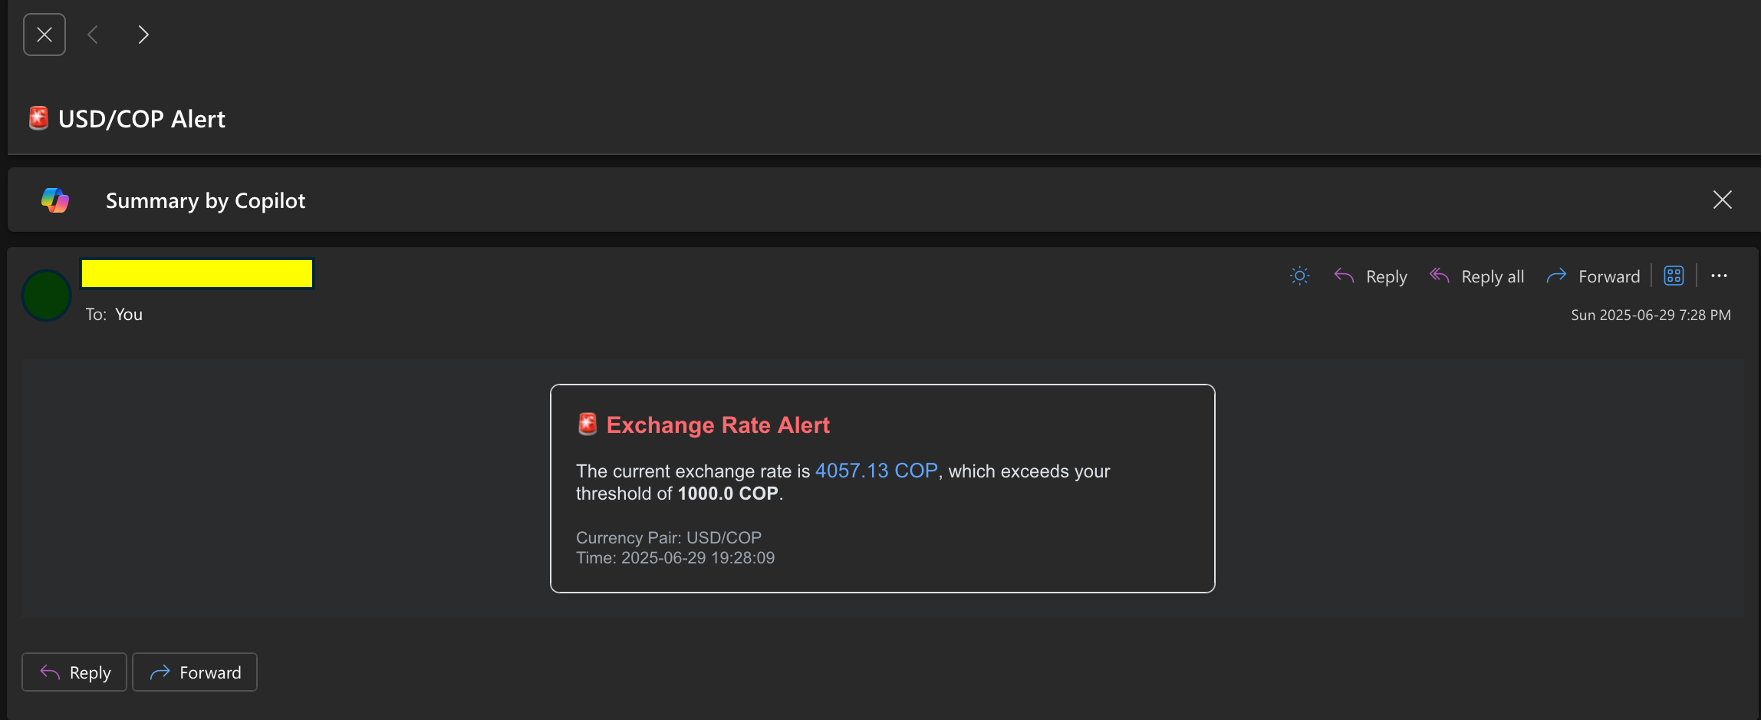 🚨 USD/COP Alert
Summary by Copilot
Reply
Reply all
Forward
To: You
Sun 2025-06-29 7:28 PM
🚨 Exchange Rate Alert
The current exchange rate is 4057.13 COP, which exceeds your
threshold of 1000.0 COP.
Currency Pair: USD/COP
Time: 2025-06-29 19:28:09
Reply
Forward